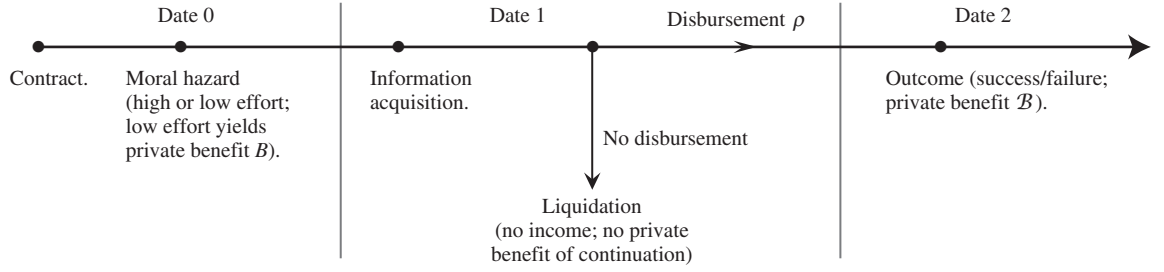 Date 0
Date 1
Disbursement ρ
Date 2
Contract.
Moral hazard
(high or low effort;
low effort yields
private benefit B).
Information
acquisition.
Outcome (success/failure;
private benefit ℬ).
No disbursement
Liquidation
(no income; no private
benefit of continuation)